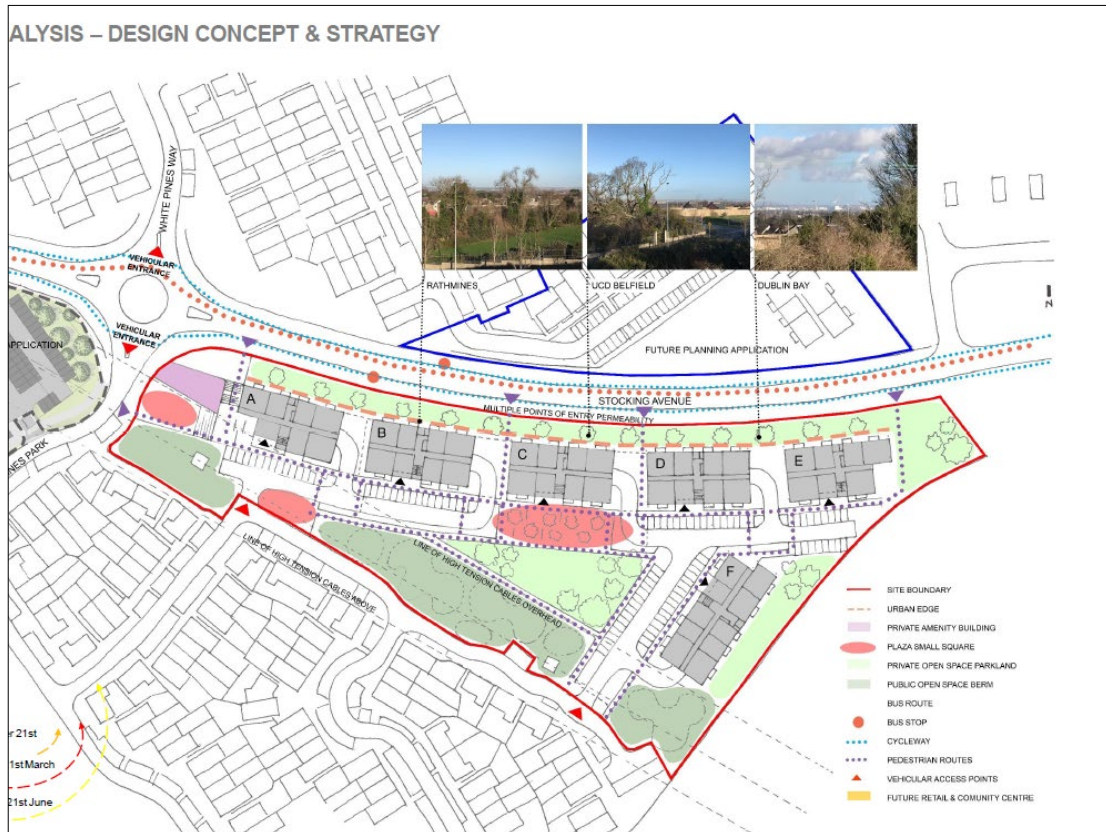 ALYSIS – DESIGN CONCEPT & STRATEGY
WHITE PINES WAY
VEHICULAR
ENTRANCE
VEHICULAR
ENTRANCE
APPLICATION
NES PARK
RATHMINES
UCD BELFIELD
DUBLIN BAY
N
FUTURE PLANNING APPLICATION
STOCKING AVENUE
MULTIPLE POINTS OF ENTRY PERMEABILITY
A
B
C
D
E
F
LINE OF HIGH TENSION CABLES ABOVE
LINE OF HIGH TENSION CABLES OVERHEAD
SITE BOUNDARY
URBAN EDGE
PRIVATE AMENITY BUILDING
PLAZA SMALL SQUARE
PRIVATE OPEN SPACE PARKLAND
PUBLIC OPEN SPACE BERM
BUS ROUTE
BUS STOP
CYCLEWAY
PEDESTRIAN ROUTES
VEHICULAR ACCESS POINTS
FUTURE RETAIL & COMUNITY CENTRE
er 21st
1st March
21st June